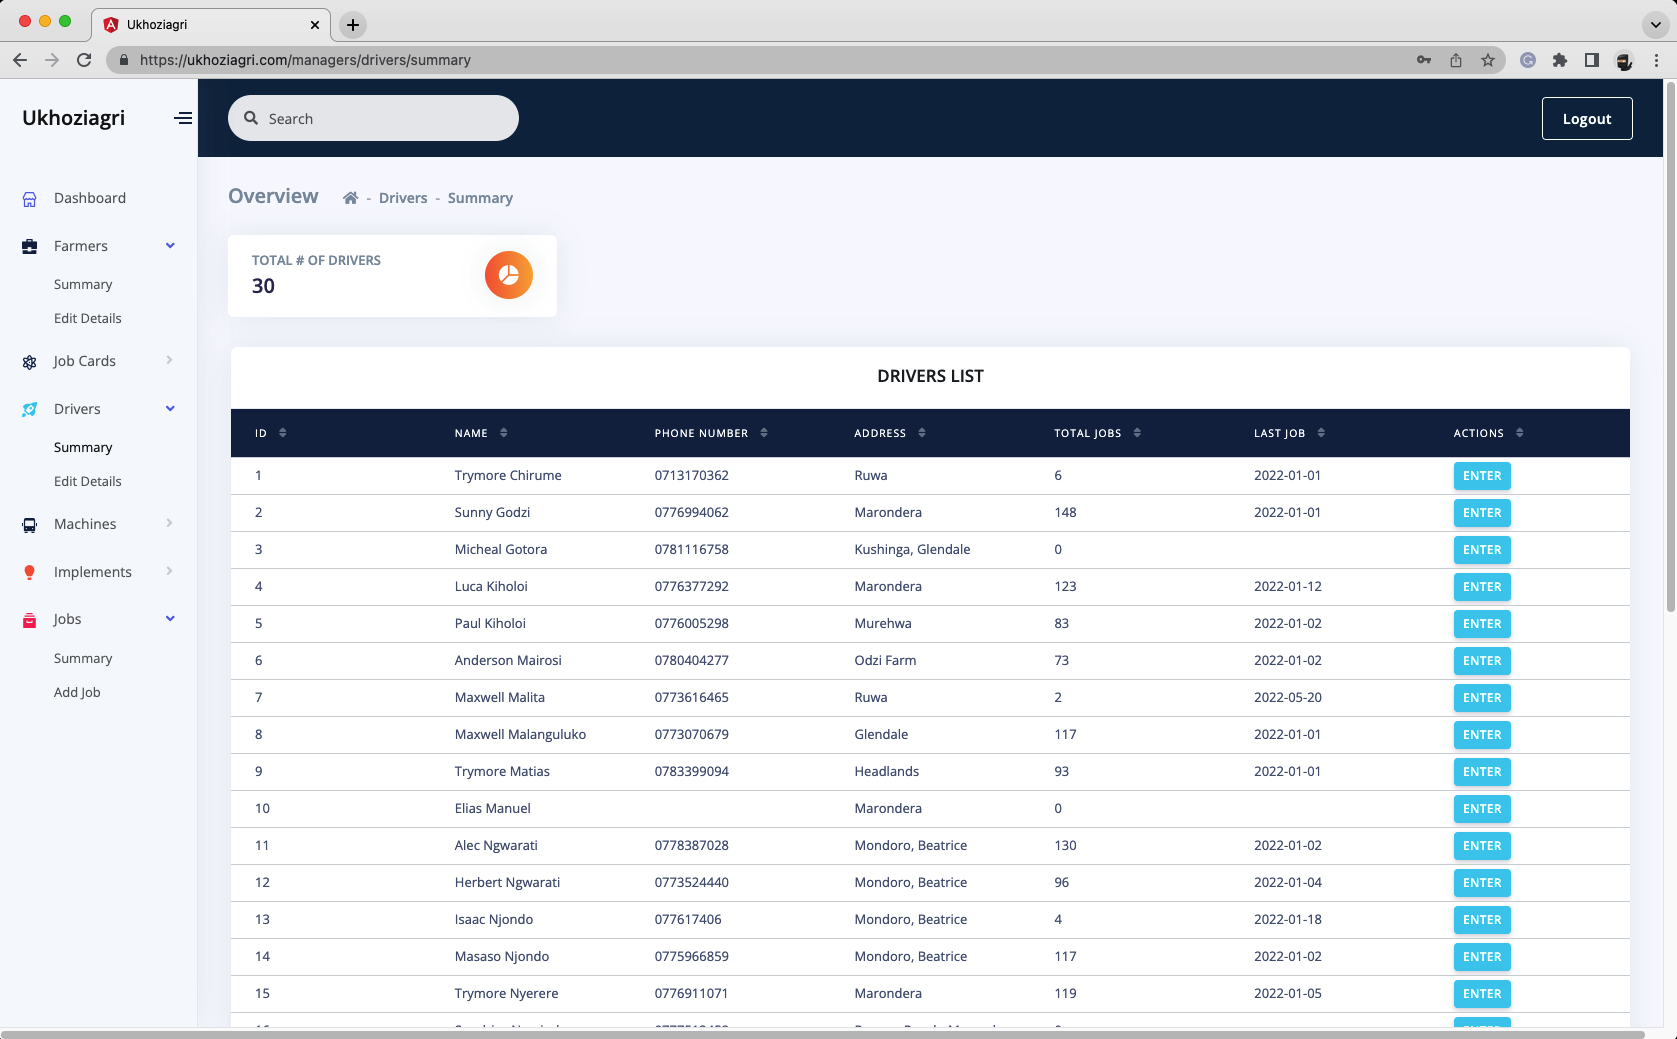 Ukhoziagri
https://ukhoziagri.com/managers/drivers/summary
Ukhoziagri
Search
Logout
Dashboard
Farmers
Summary
Edit Details
Job Cards
Drivers
Summary
Edit Details
Machines
Implements
Jobs
Summary
Add Job
Overview - Drivers - Summary
TOTAL # OF DRIVERS
30
DRIVERS LIST
ID NAME PHONE NUMBER ADDRESS TOTAL JOBS LAST JOB ACTIONS
1 Trymore Chirume 0713170362 Ruwa 6 2022-01-01 ENTER
2 Sunny Godzi 0776994062 Marondera 148 2022-01-01 ENTER
3 Micheal Gotora 0781116758 Kushinga, Glendale 0 ENTER
4 Luca Kiholoi 0776377292 Marondera 123 2022-01-12 ENTER
5 Paul Kiholoi 0776005298 Murehwa 83 2022-01-02 ENTER
6 Anderson Mairosi 0780404277 Odzi Farm 73 2022-01-02 ENTER
7 Maxwell Malita 0773616465 Ruwa 2 2022-05-20 ENTER
8 Maxwell Malanguluko 0773070679 Glendale 117 2022-01-01 ENTER
9 Trymore Matias 0783399094 Headlands 93 2022-01-01 ENTER
10 Elias Manuel Marondera 0 ENTER
11 Alec Ngwarati 0778387028 Mondoro, Beatrice 130 2022-01-02 ENTER
12 Herbert Ngwarati 0773524440 Mondoro, Beatrice 96 2022-01-04 ENTER
13 Isaac Njondo 077617406 Mondoro, Beatrice 4 2022-01-18 ENTER
14 Masaso Njondo 0775966859 Mondoro, Beatrice 117 2022-01-02 ENTER
15 Trymore Nyerere 0776911071 Marondera 119 2022-01-05 ENTER